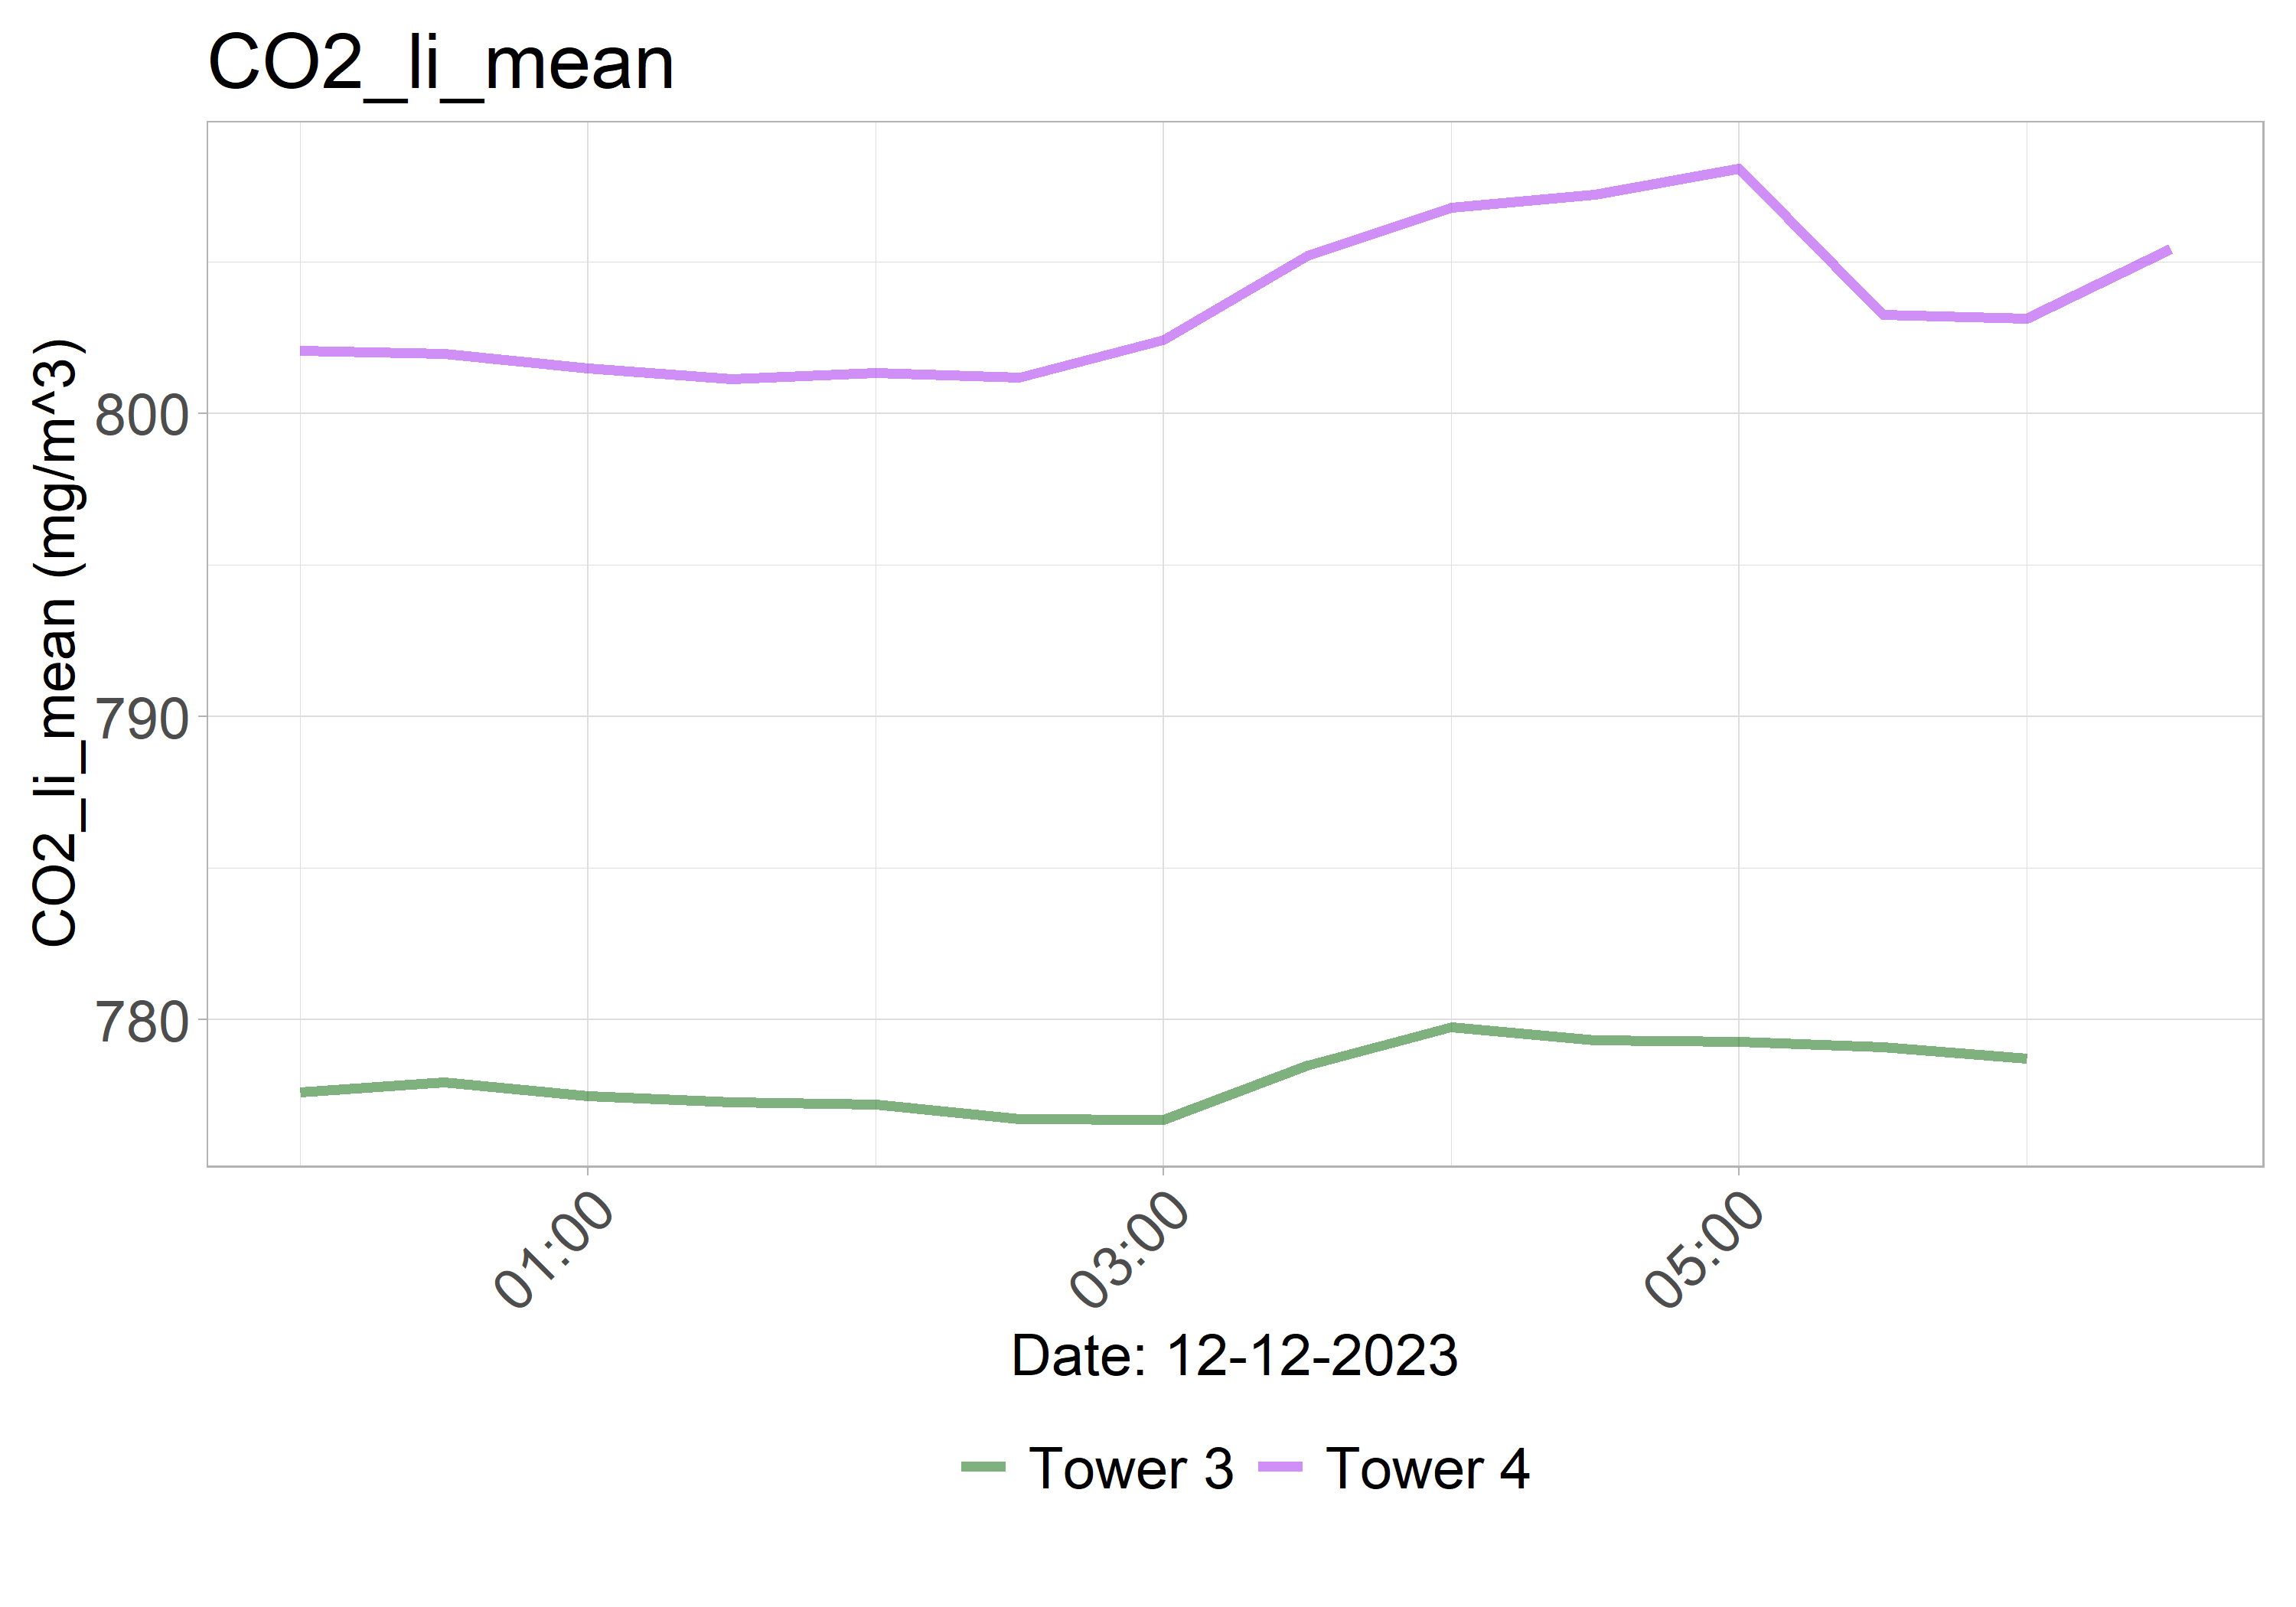 CO2_li_mean
CO2_li_mean (mg/m^3)
800
790
780
01:00
03:00
05:00
Date: 12-12-2023
Tower 3
Tower 4